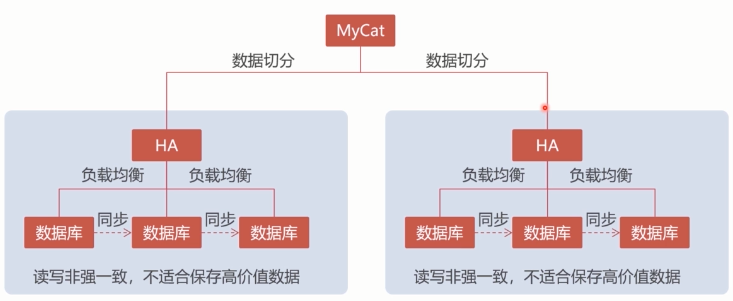 MyCat
数据切分 数据切分
HA HA
负载均衡 负载均衡 负载均衡 负载均衡
数据库 同步 数据库 同步 数据库 数据库 同步 数据库 同步 数据库
读写非强一致，不适合保存高价值数据 读写非强一致，不适合保存高价值数据